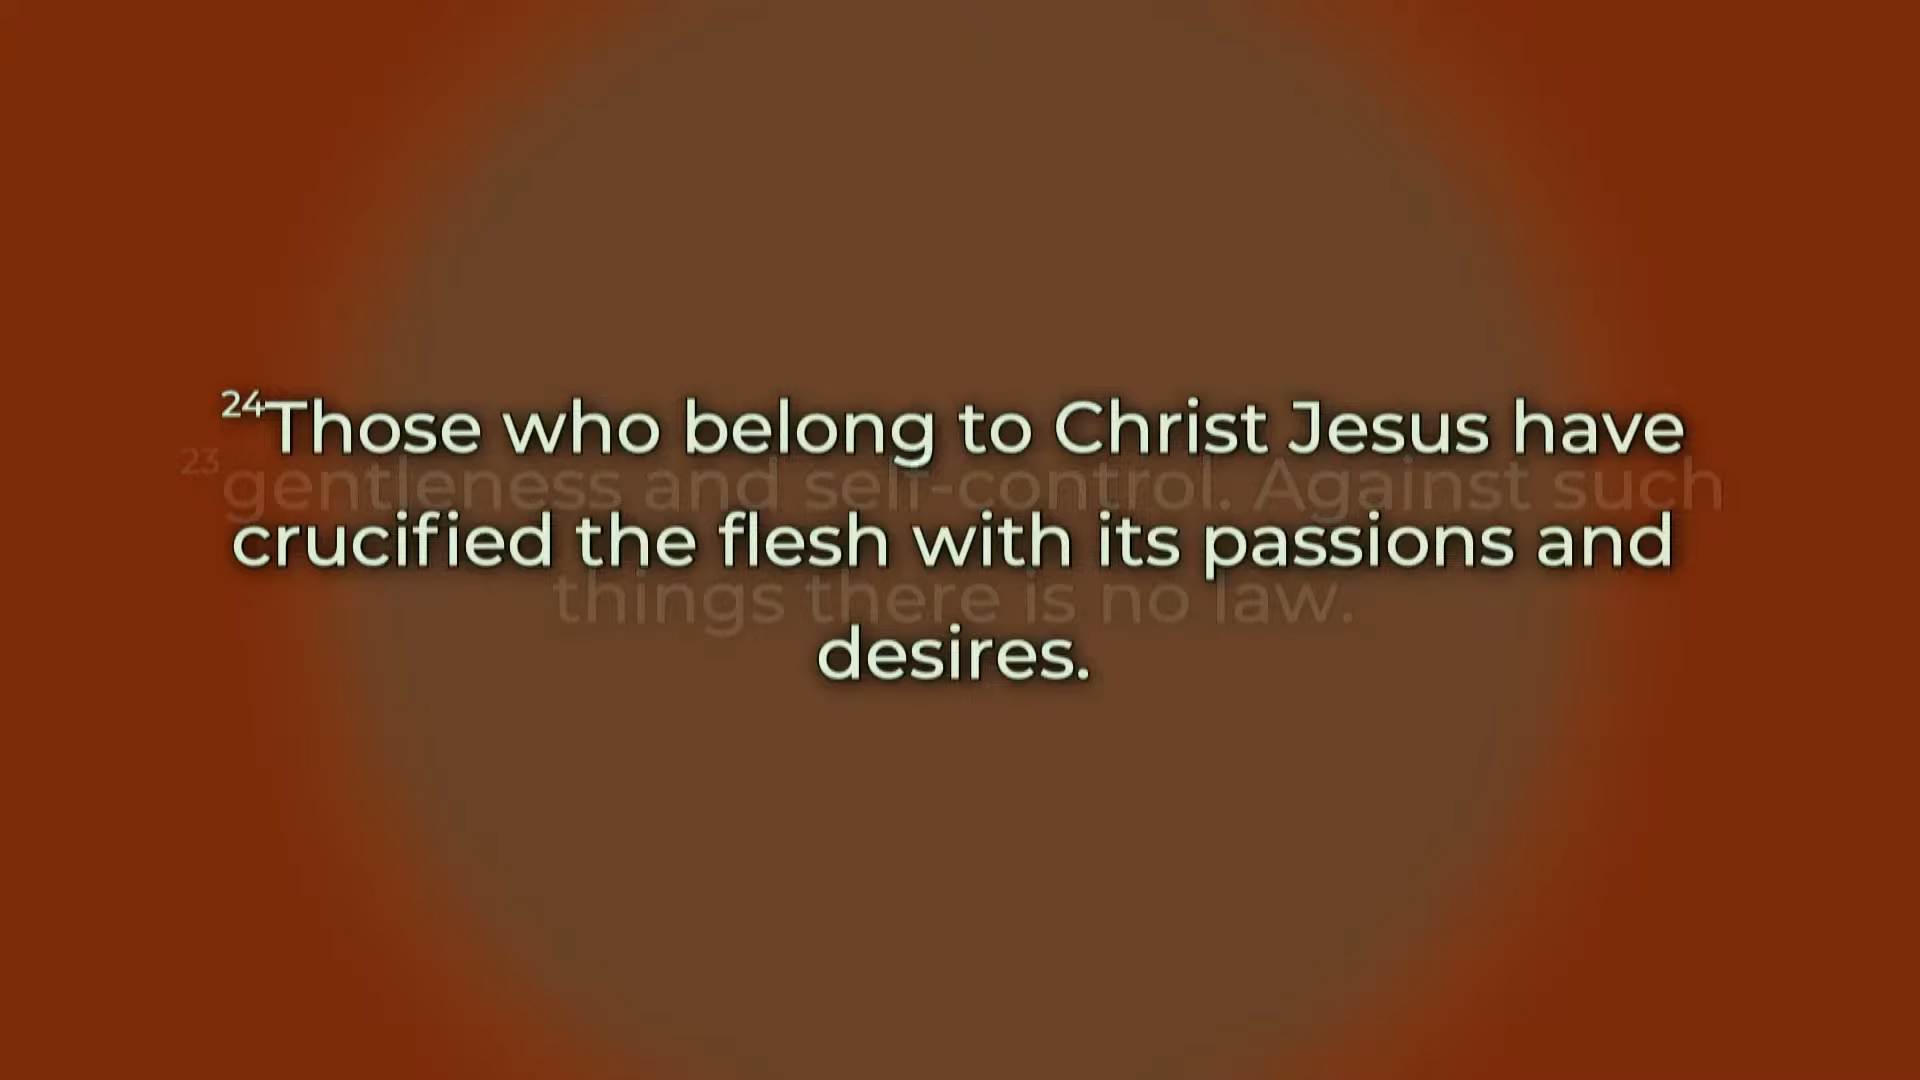 24Those who belong to Christ Jesus have
23gentleness and self-control. Against such
crucified the flesh with its passions and
things there is no law.
desires.